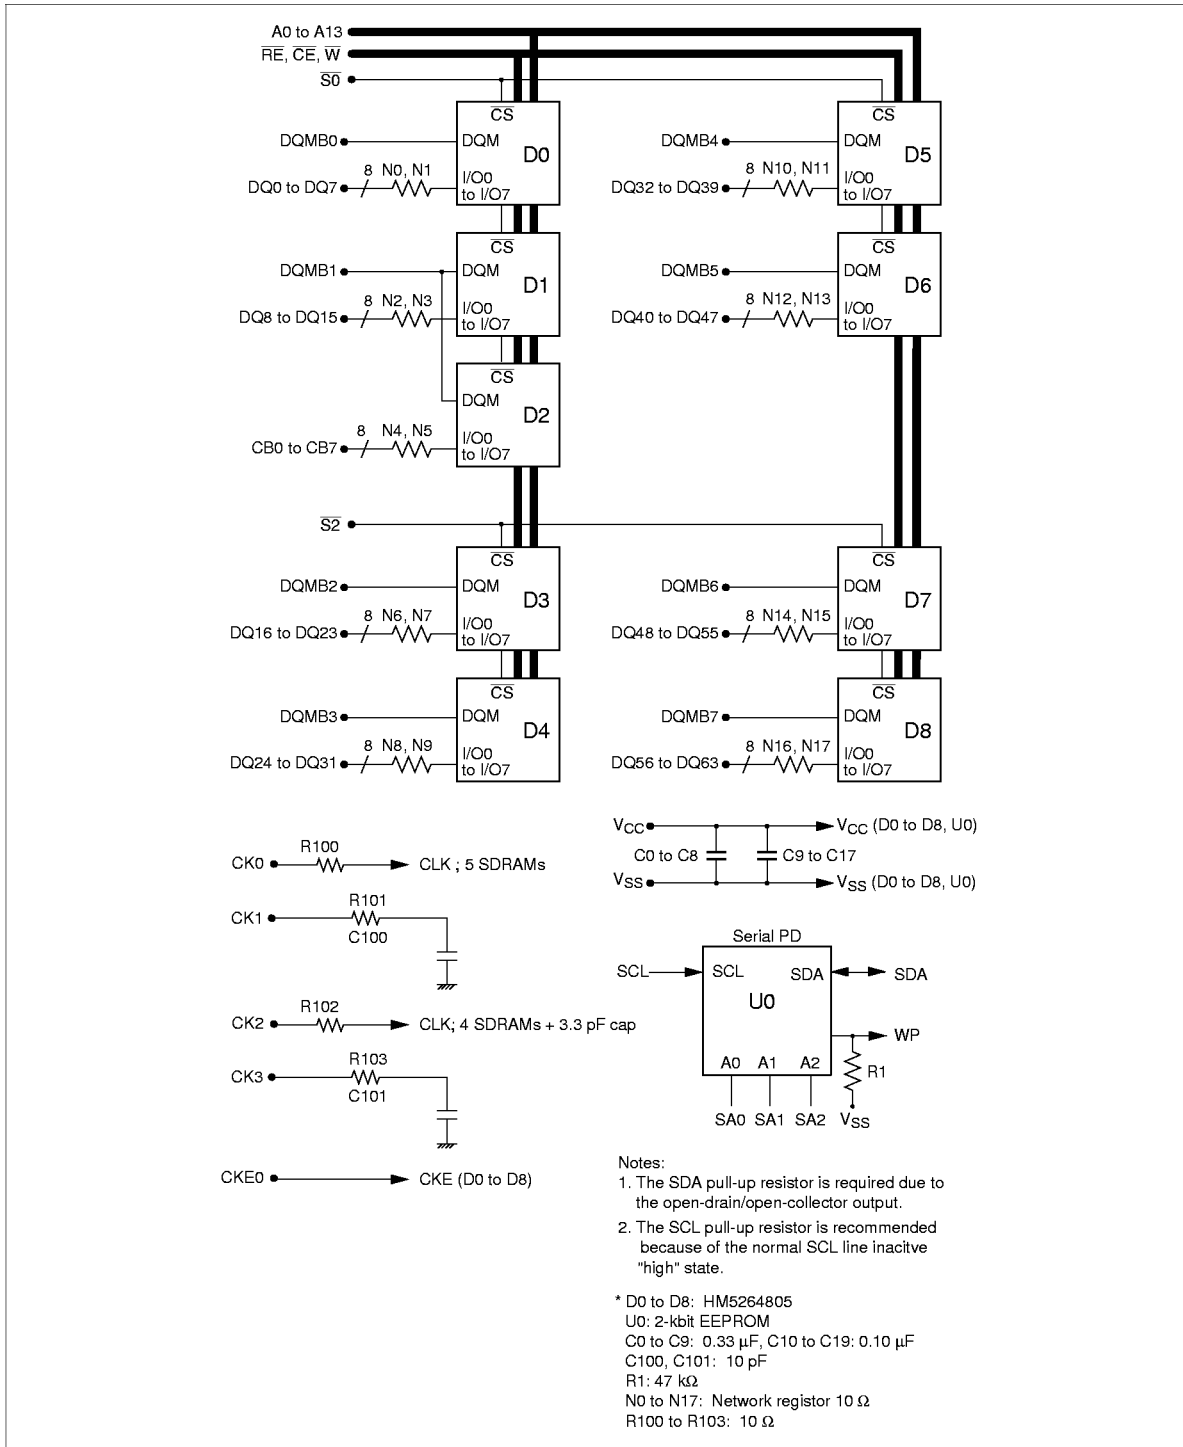 A0 to A13
RE, CE, W
S0
CS
DQMB0 DQM
D0
8 N0, N1
DQ0 to DQ7 I/O0 to I/O7
CS
DQMB4 DQM
D5
8 N10, N11
DQ32 to DQ39 I/O0 to I/O7
CS
DQMB1 DQM
D1
8 N2, N3
DQ8 to DQ15 I/O0 to I/O7
CS
DQMB5 DQM
D6
8 N12, N13
DQ40 to DQ47 I/O0 to I/O7
CS
DQM
D2
8 N4, N5
CB0 to CB7 I/O0 to I/O7
S2
CS
DQMB2 DQM
D3
8 N6, N7
DQ16 to DQ23 I/O0 to I/O7
CS
DQMB6 DQM
D7
8 N14, N15
DQ48 to DQ55 I/O0 to I/O7
CS
DQMB3 DQM
D4
8 N8, N9
DQ24 to DQ31 I/O0 to I/O7
CS
DQMB7 DQM
D8
8 N16, N17
DQ56 to DQ63 I/O0 to I/O7
R100
CK0 CLK ; 5 SDRAMs
R101
CK1
C100
R102
CK2 CLK; 4 SDRAMs + 3.3 pF cap
R103
CK3
C101
CKE0 CKE (D0 to D8)
VCC VCC (D0 to D8, U0)
C0 to C8 C9 to C17
VSS VSS (D0 to D8, U0)
Serial PD
SCL SCL SDA SDA
U0
WP
A0 A1 A2
R1
SA0 SA1 SA2 VSS
Notes:
1. The SDA pull-up resistor is required due to
the open-drain/open-collector output.
2. The SCL pull-up resistor is recommended
because of the normal SCL line inacitve
"high" state.
* D0 to D8: HM5264805
U0: 2-kbit EEPROM
C0 to C9: 0.33 µF, C10 to C19: 0.10 µF
C100, C101: 10 pF
R1: 47 kΩ
N0 to N17: Network registor 10 Ω
R100 to R103: 10 Ω